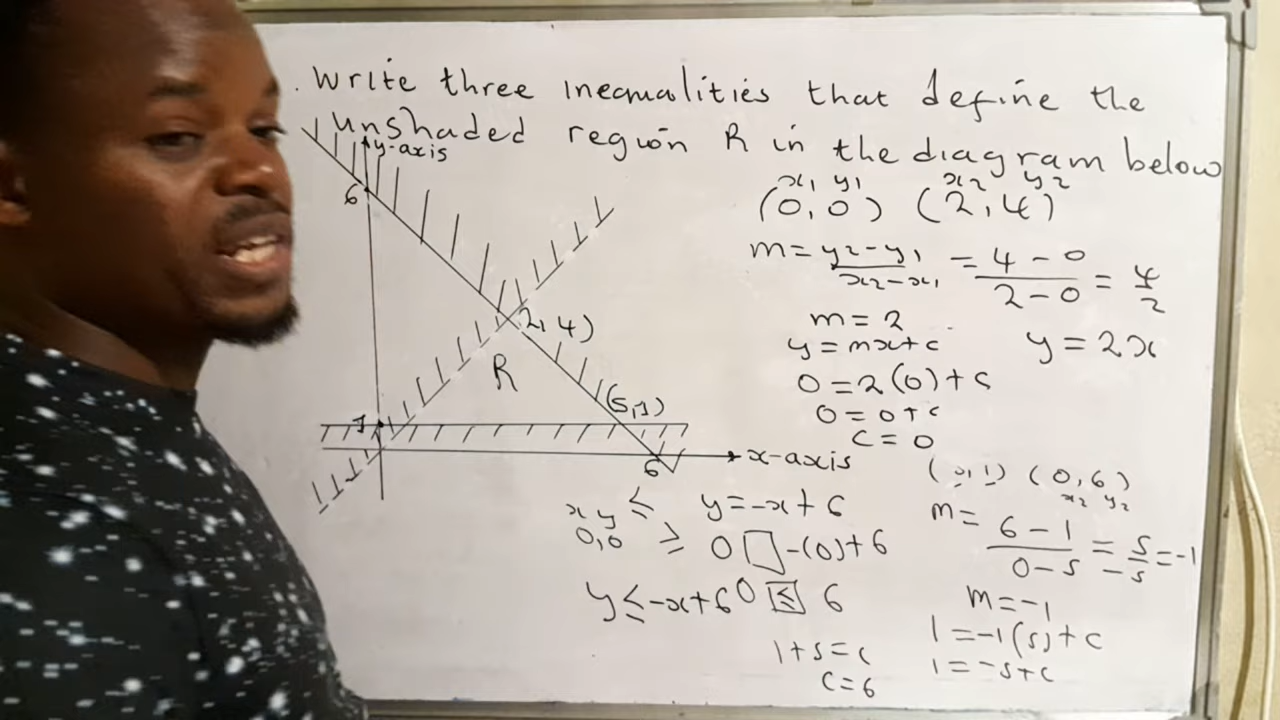 Write three inequalities that define the
unshaded region R in the diagram below
y-axis
6
(2,4)
R
(5,1)
1
x-axis
6
x₁ y₁ x₂ y₂
(0,0) (2,4)
m = y₂-y₁/x₂-x₁ = 4-0/2-0 = 4/2
m = 2
y = mx+c
y = 2x
0 = 2(0)+c
0 = 0+c
c = 0
( ,1) (0,6)
x₂ y₂
m = 6-1/0-5 = 5/-5 = -1
m = -1
1 = -1(5)+c
1 = -5+c
1+5=c
c=6
x y ≤ y=-x+6
0,0 ≥ 0 □ -(0)+6
y≤-x+6 0 ≤ 6